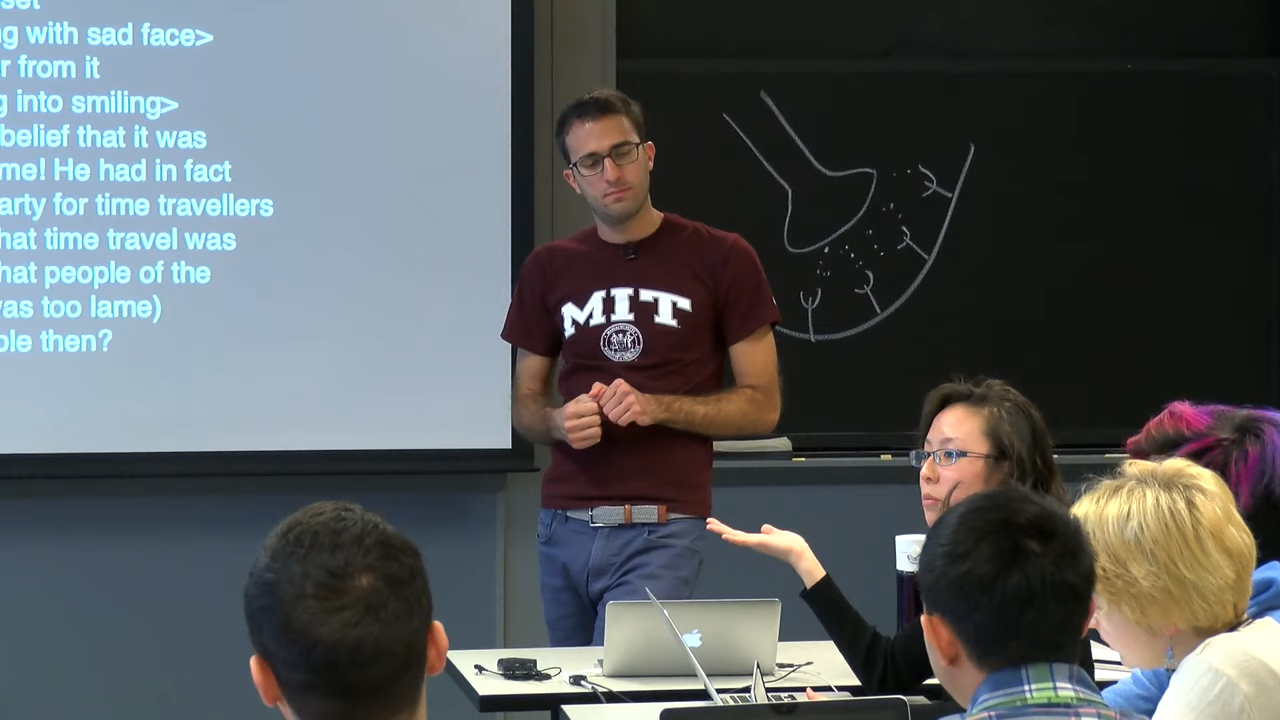 set
g with sad face>
r from it
g into smiling>
belief that it was
me! He had in fact
arty for time travellers
hat time travel was
hat people of the
vas too lame)
ble then?
MIT